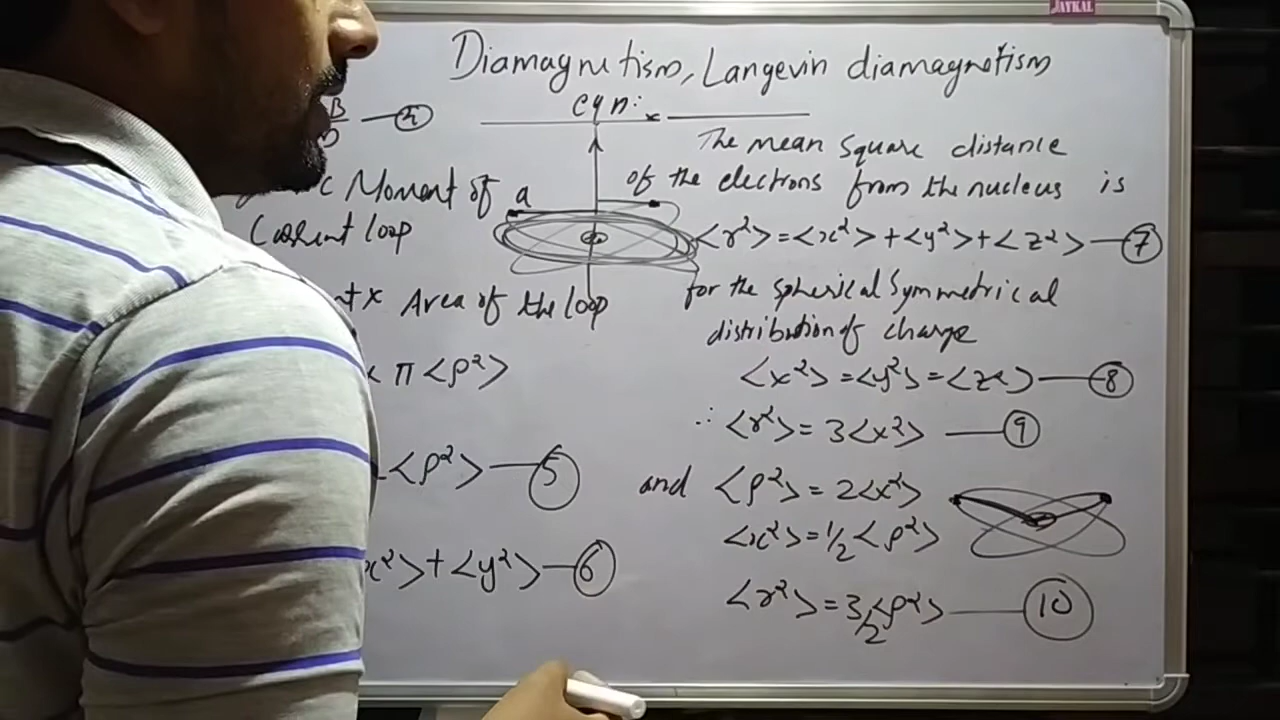 JAYKAL
Diamagnetism, Langevin diamagnetism
eqn:
B — 4
c Moment of a
Current loop
Area of the loop
π <ρ²>
<ρ²> — 5
x²> + <y²> — 6
The mean square distance
of the electrons from the nucleus is
<r²> = <x²> + <y²> + <z²> — 7
for the spherical symmetrical
distribution of charge
<x²> = <y²> = <z²> — 8
∴ <r²> = 3<x²> — 9
and <ρ²> = 2<x²>
<x²> = 1/2 <ρ²>
<r²> = 3/2 <ρ²> — 10